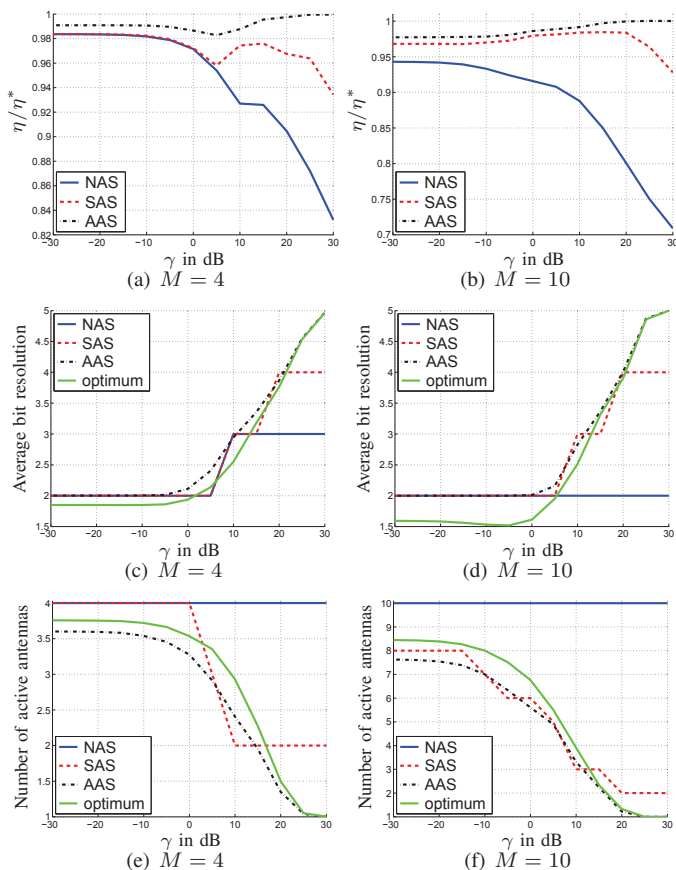 1
0.98
0.96
0.94
0.92
0.9
0.88
0.86
0.84
0.82
η/η*
NAS
SAS
AAS
-30 -20 -10 0 10 20 30
γ in dB
(a) M = 4
1
0.95
0.9
0.85
0.8
0.75
0.7
η/η*
NAS
SAS
AAS
-30 -20 -10 0 10 20 30
γ in dB
(b) M = 10
5
4.5
4
3.5
3
2.5
2
1.5
Average bit resolution
NAS
SAS
AAS
optimum
-30 -20 -10 0 10 20 30
γ in dB
(c) M = 4
5
4.5
4
3.5
3
2.5
2
1.5
Average bit resolution
NAS
SAS
AAS
optimum
-30 -20 -10 0 10 20 30
γ in dB
(d) M = 10
4
3.5
3
2.5
2
1.5
1
Number of active antennas
NAS
SAS
AAS
optimum
-30 -20 -10 0 10 20 30
γ in dB
(e) M = 4
10
9
8
7
6
5
4
3
2
1
Number of active antennas
NAS
SAS
AAS
optimum
-30 -20 -10 0 10 20 30
γ in dB
(f) M = 10